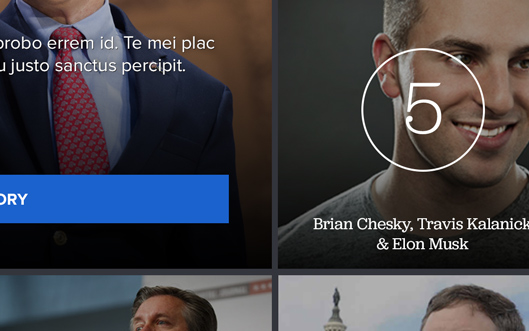 probo errem id. Te mei plac
u justo sanctus percipit.
ORY
5
Brian Chesky, Travis Kalanick
& Elon Musk